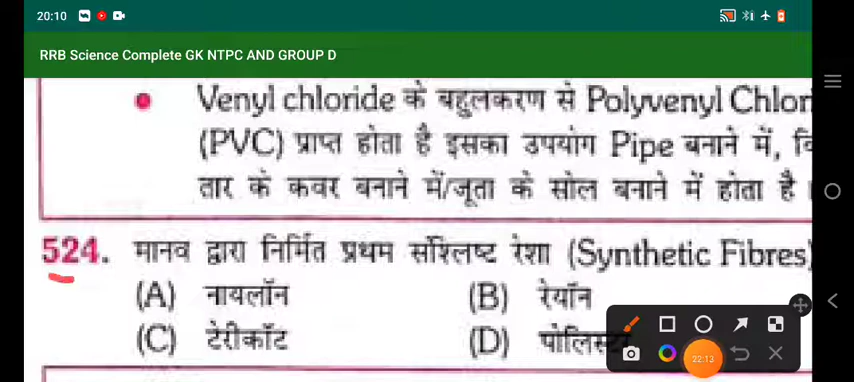 20:10
RRB Science Complete GK NTPC AND GROUP D
Venyl chloride के बहुलकरण से Polyvenyl Chlor
(PVC) प्राप्त होता है इसका उपयोग Pipe बनाने में, वि
तार के कवर बनाने में/जूता के सोल बनाने में होता है।
524. मानव द्वारा निर्मित प्रथम संश्लिष्ट रेशा (Synthetic Fibres)
(A) नायलॉन (B) रेयॉन
(C) टेरीकॉट (D) पोलिस्टर
22:13